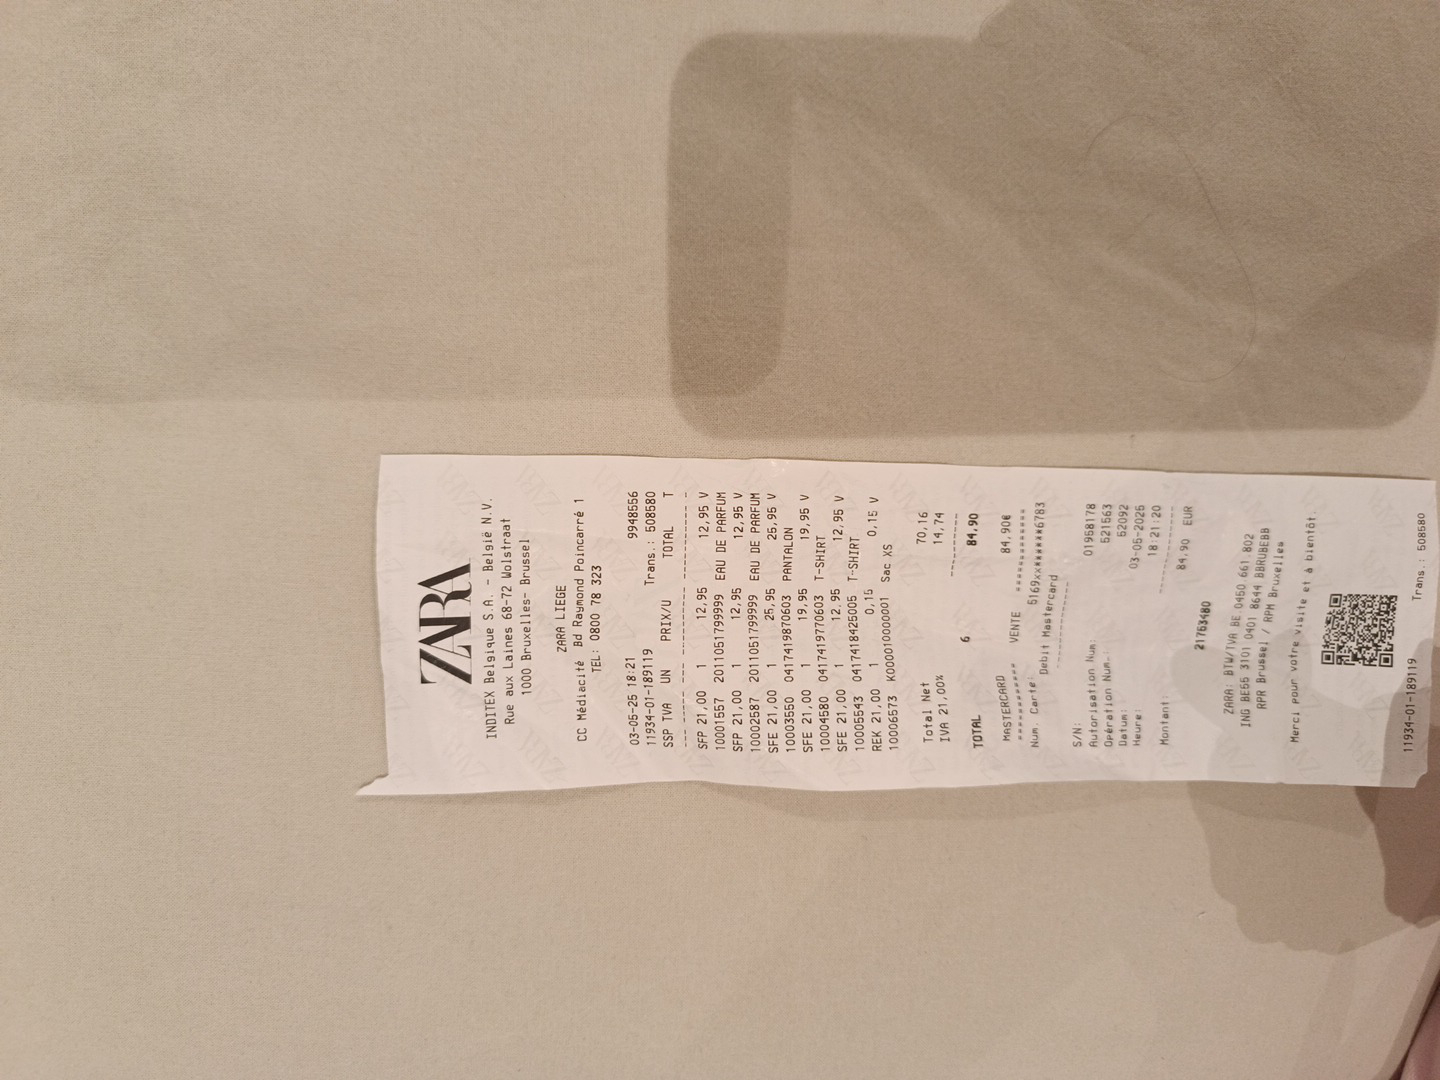 ZARA
INDITEX Belgique S.A. - België N.V.
Rue aux Laines 68-72 Wolstraat
1000 Bruxelles- Brussel
ZARA LIEGE
CC Médiacité Bd Raymond Poincarré 1
TEL: 0800 78 323
03-05-25 18:21 9948556
11934-01-189119 Trans.: 508580
SSP TVA UN PRIX/U TOTAL T
SFP 21,00 1 12,95 12,95 V
10001557 2011051799999 EAU DE PARFUM
SFP 21,00 1 12,95 12,95 V
10002587 2011051799999 EAU DE PARFUM
SFE 21,00 1 25,95 25,95 V
10003550 0417419870603 PANTALON
SFE 21,00 1 19,95 19,95 V
10004580 0417419770603 T-SHIRT
SFE 21,00 1 12,95 12,95 V
10005543 0417418425005 T-SHIRT
REK 21,00 1 0,15 0,15 V
10006573 K000010000001 Sac XS
Total Net 70,16
IVA 21,00% 14,74
TOTAL 6 84,90
MASTERCARD VENTE 84,90€
Num. Carte: 5169xx******6783
Debit Mastercard
S/N: 01958178
Autorisation Num: 521563
Opération Num.: 52092
Datum: 03-05-2025
Heure: 18:21:20
Montant: 84,90 EUR
21753480
ZARA: BTW/TVA BE 0450 661.802
ING BE55 3101 0401 8644 BBRUBEBB
RPR Brussel / RPM Bruxelles
Merci pour votre visite et à bientôt.
11934-01-189119 Trans.: 508580